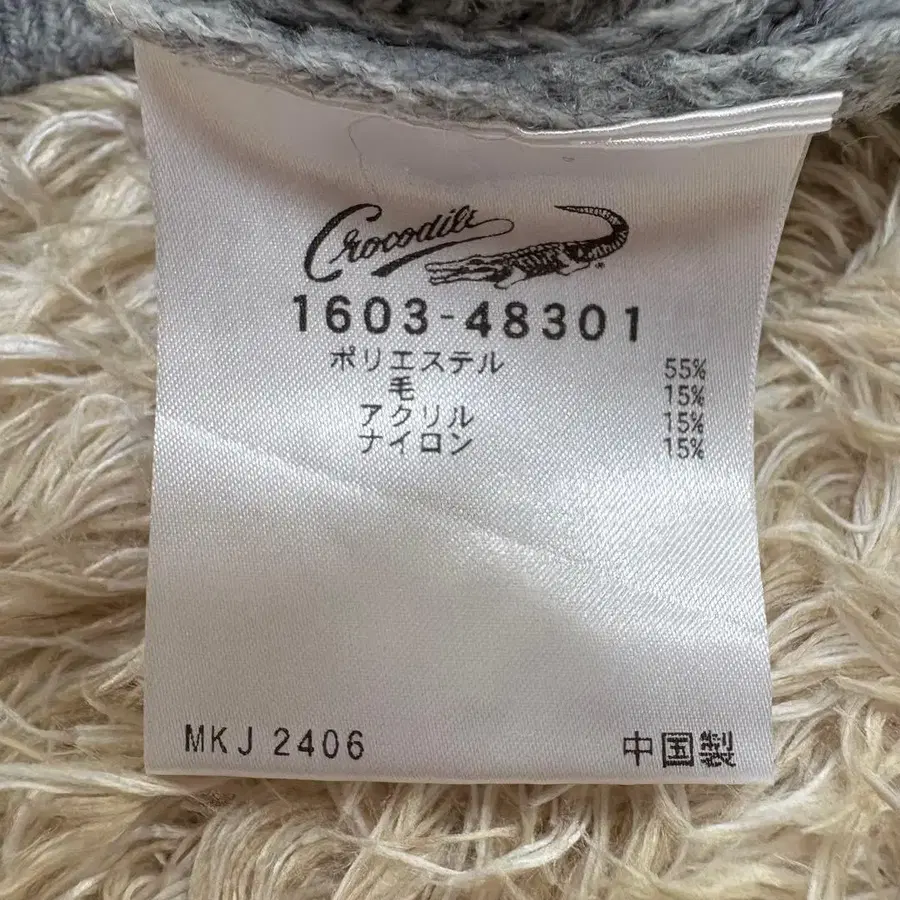 Crocodile
1603-48301
ポリエステル 55%
毛 15%
アクリル 15%
ナイロン 15%
MKJ 2406 中国製